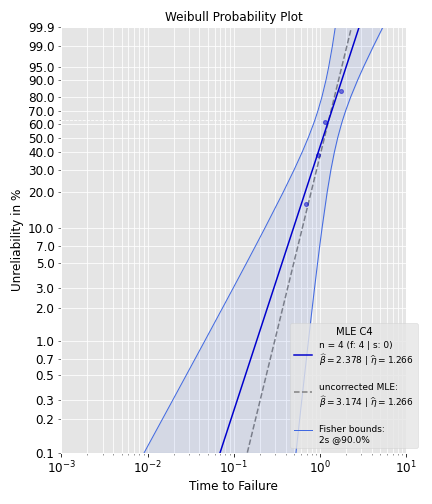 Weibull Probability Plot
Unreliability in %
99.9
99.0
95.0
90.0
80.0
70.0
60.0
50.0
40.0
30.0
20.0
10.0
7.0
5.0
3.0
2.0
1.0
0.7
0.5
0.3
0.2
0.1
MLE C4
n = 4 (f: 4 | s: 0)
β̂ = 2.378 | η̂ = 1.266
uncorrected MLE:
β̂ = 3.174 | η̂ = 1.266
Fisher bounds:
2s @90.0%
10⁻³ 10⁻² 10⁻¹ 10⁰ 10¹
Time to Failure